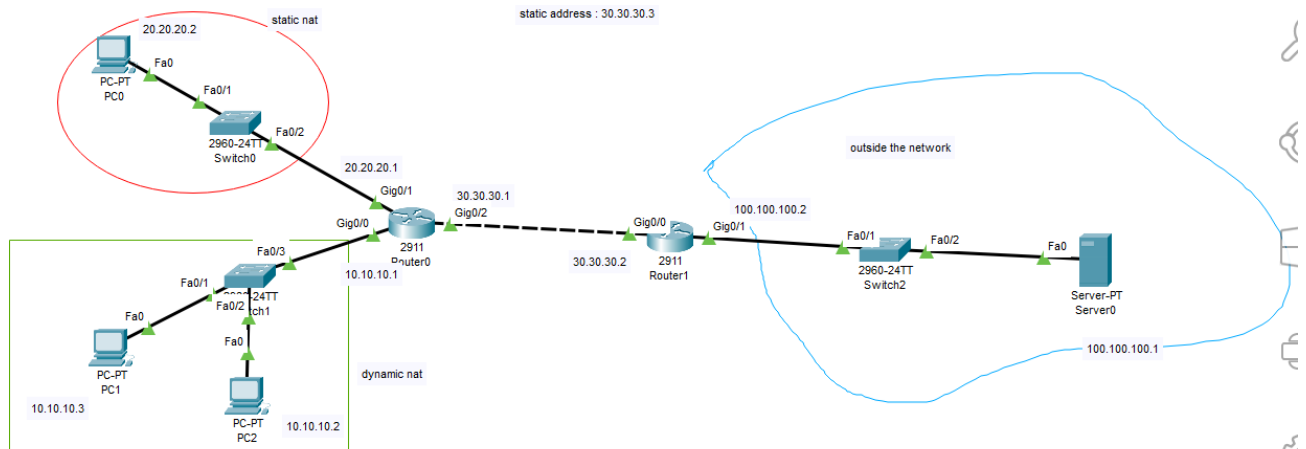 static nat
static address : 30.30.30.3
20.20.20.2
Fa0
PC-PT
PC0
Fa0/1
Fa0/2
2960-24TT
Switch0
20.20.20.1
Gig0/1
30.30.30.1
Gig0/2
Gig0/0
2911
Router0
10.10.10.1
Fa0/3
Fa0/1
Fa0/2
-24TT
tch1
Fa0
PC-PT
PC1
10.10.10.3
Fa0
PC-PT
PC2
10.10.10.2
dynamic nat
Gig0/0
30.30.30.2
2911
Router1
Gig0/1
100.100.100.2
outside the network
Fa0/1
Fa0/2
2960-24TT
Switch2
Fa0
Server-PT
Server0
100.100.100.1